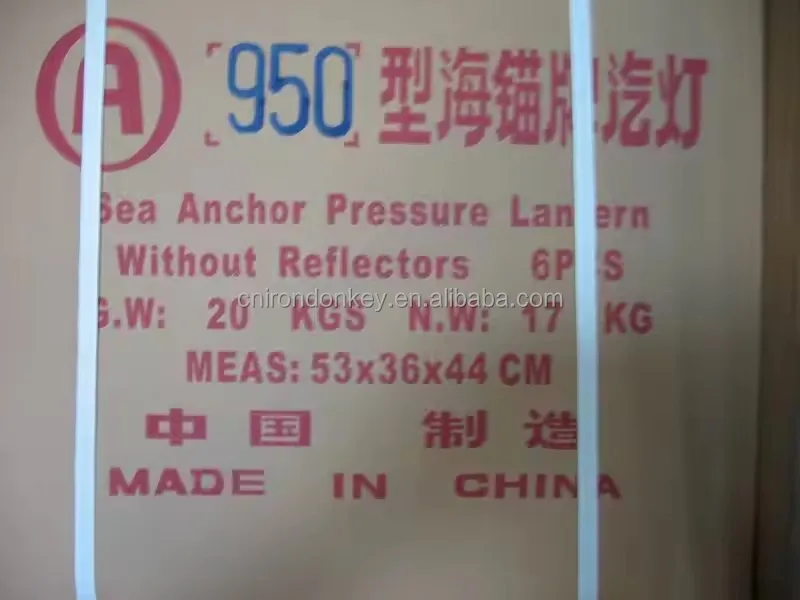 A [950] 型海锚牌汽灯
Sea Anchor Pressure Lantern
Without Reflectors 6PCS
cnirondonkey.en.alibaba.com
G.W: 20 KGS N.W: 17 KG
MEAS: 53x36x44 CM
中国 制造
MADE IN CHINA